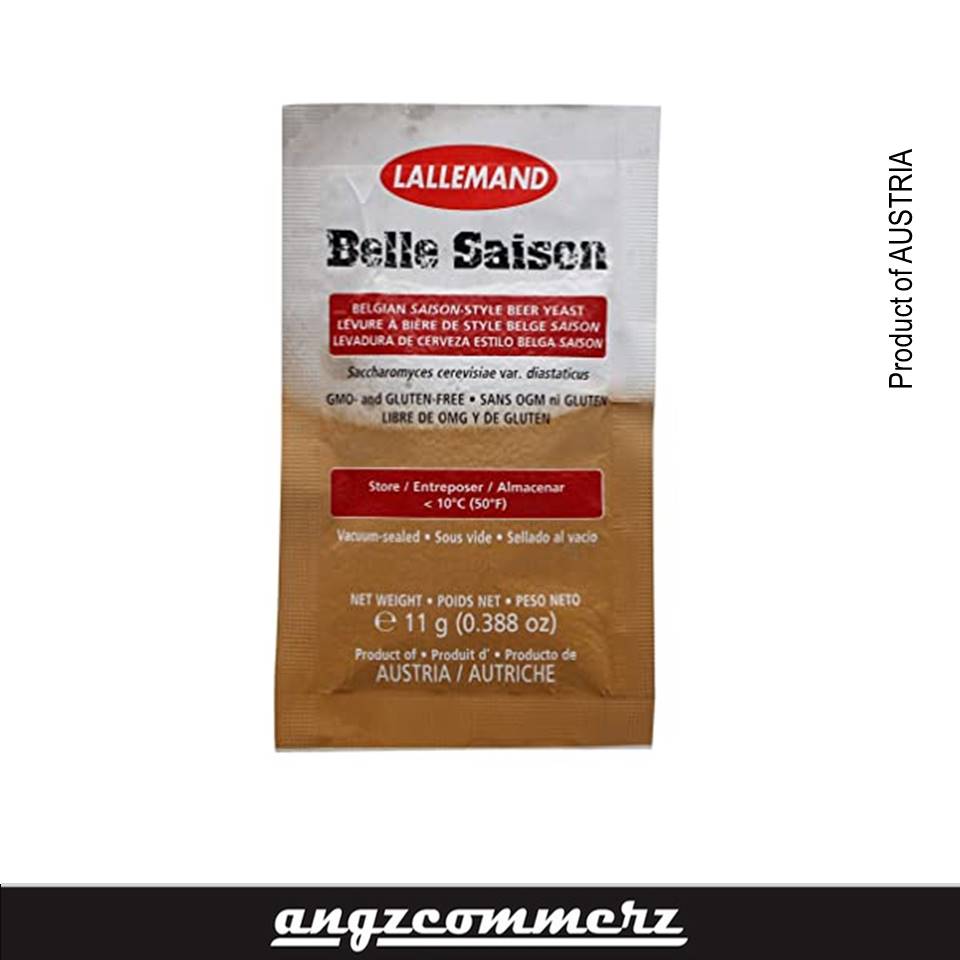 LALLEMAND
Belle Saison
BELGIAN SAISON-STYLE BEER YEAST
LEVURE À BIÈRE DE STYLE BELGE SAISON
LEVADURA DE CERVEZA ESTILO BELGA SAISON
Saccharomyces cerevisiae var. diastaticus
GMO- and GLUTEN-FREE • SANS OGM ni GLUTEN
LIBRE DE OMG Y DE GLUTEN
Store / Entreposer / Almacenar
< 10°C (50°F)
Vacuum-sealed • Sous vide • Sellado al vacio
NET WEIGHT • POIDS NET • PESO NETO
℮ 11 g (0.388 oz)
Product of • Produit d' • Producto de
AUSTRIA / AUTRICHE
Product of AUSTRIA
angzcommerz